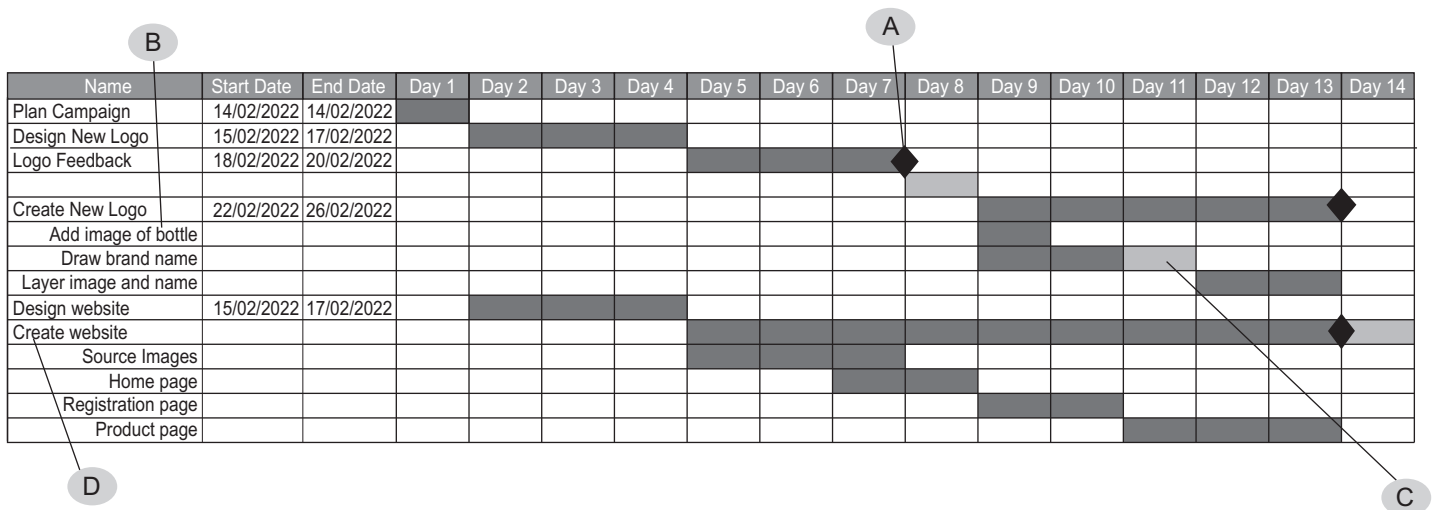 A
B
Name Start Date End Date Day 1 Day 2 Day 3 Day 4 Day 5 Day 6 Day 7 Day 8 Day 9 Day 10 Day 11 Day 12 Day 13 Day 14
Plan Campaign 14/02/2022 14/02/2022
Design New Logo 15/02/2022 17/02/2022
Logo Feedback 18/02/2022 20/02/2022
Create New Logo 22/02/2022 26/02/2022
Add image of bottle
Draw brand name
Layer image and name
Design website 15/02/2022 17/02/2022
Create website
Source Images
Home page
Registration page
Product page
D
C